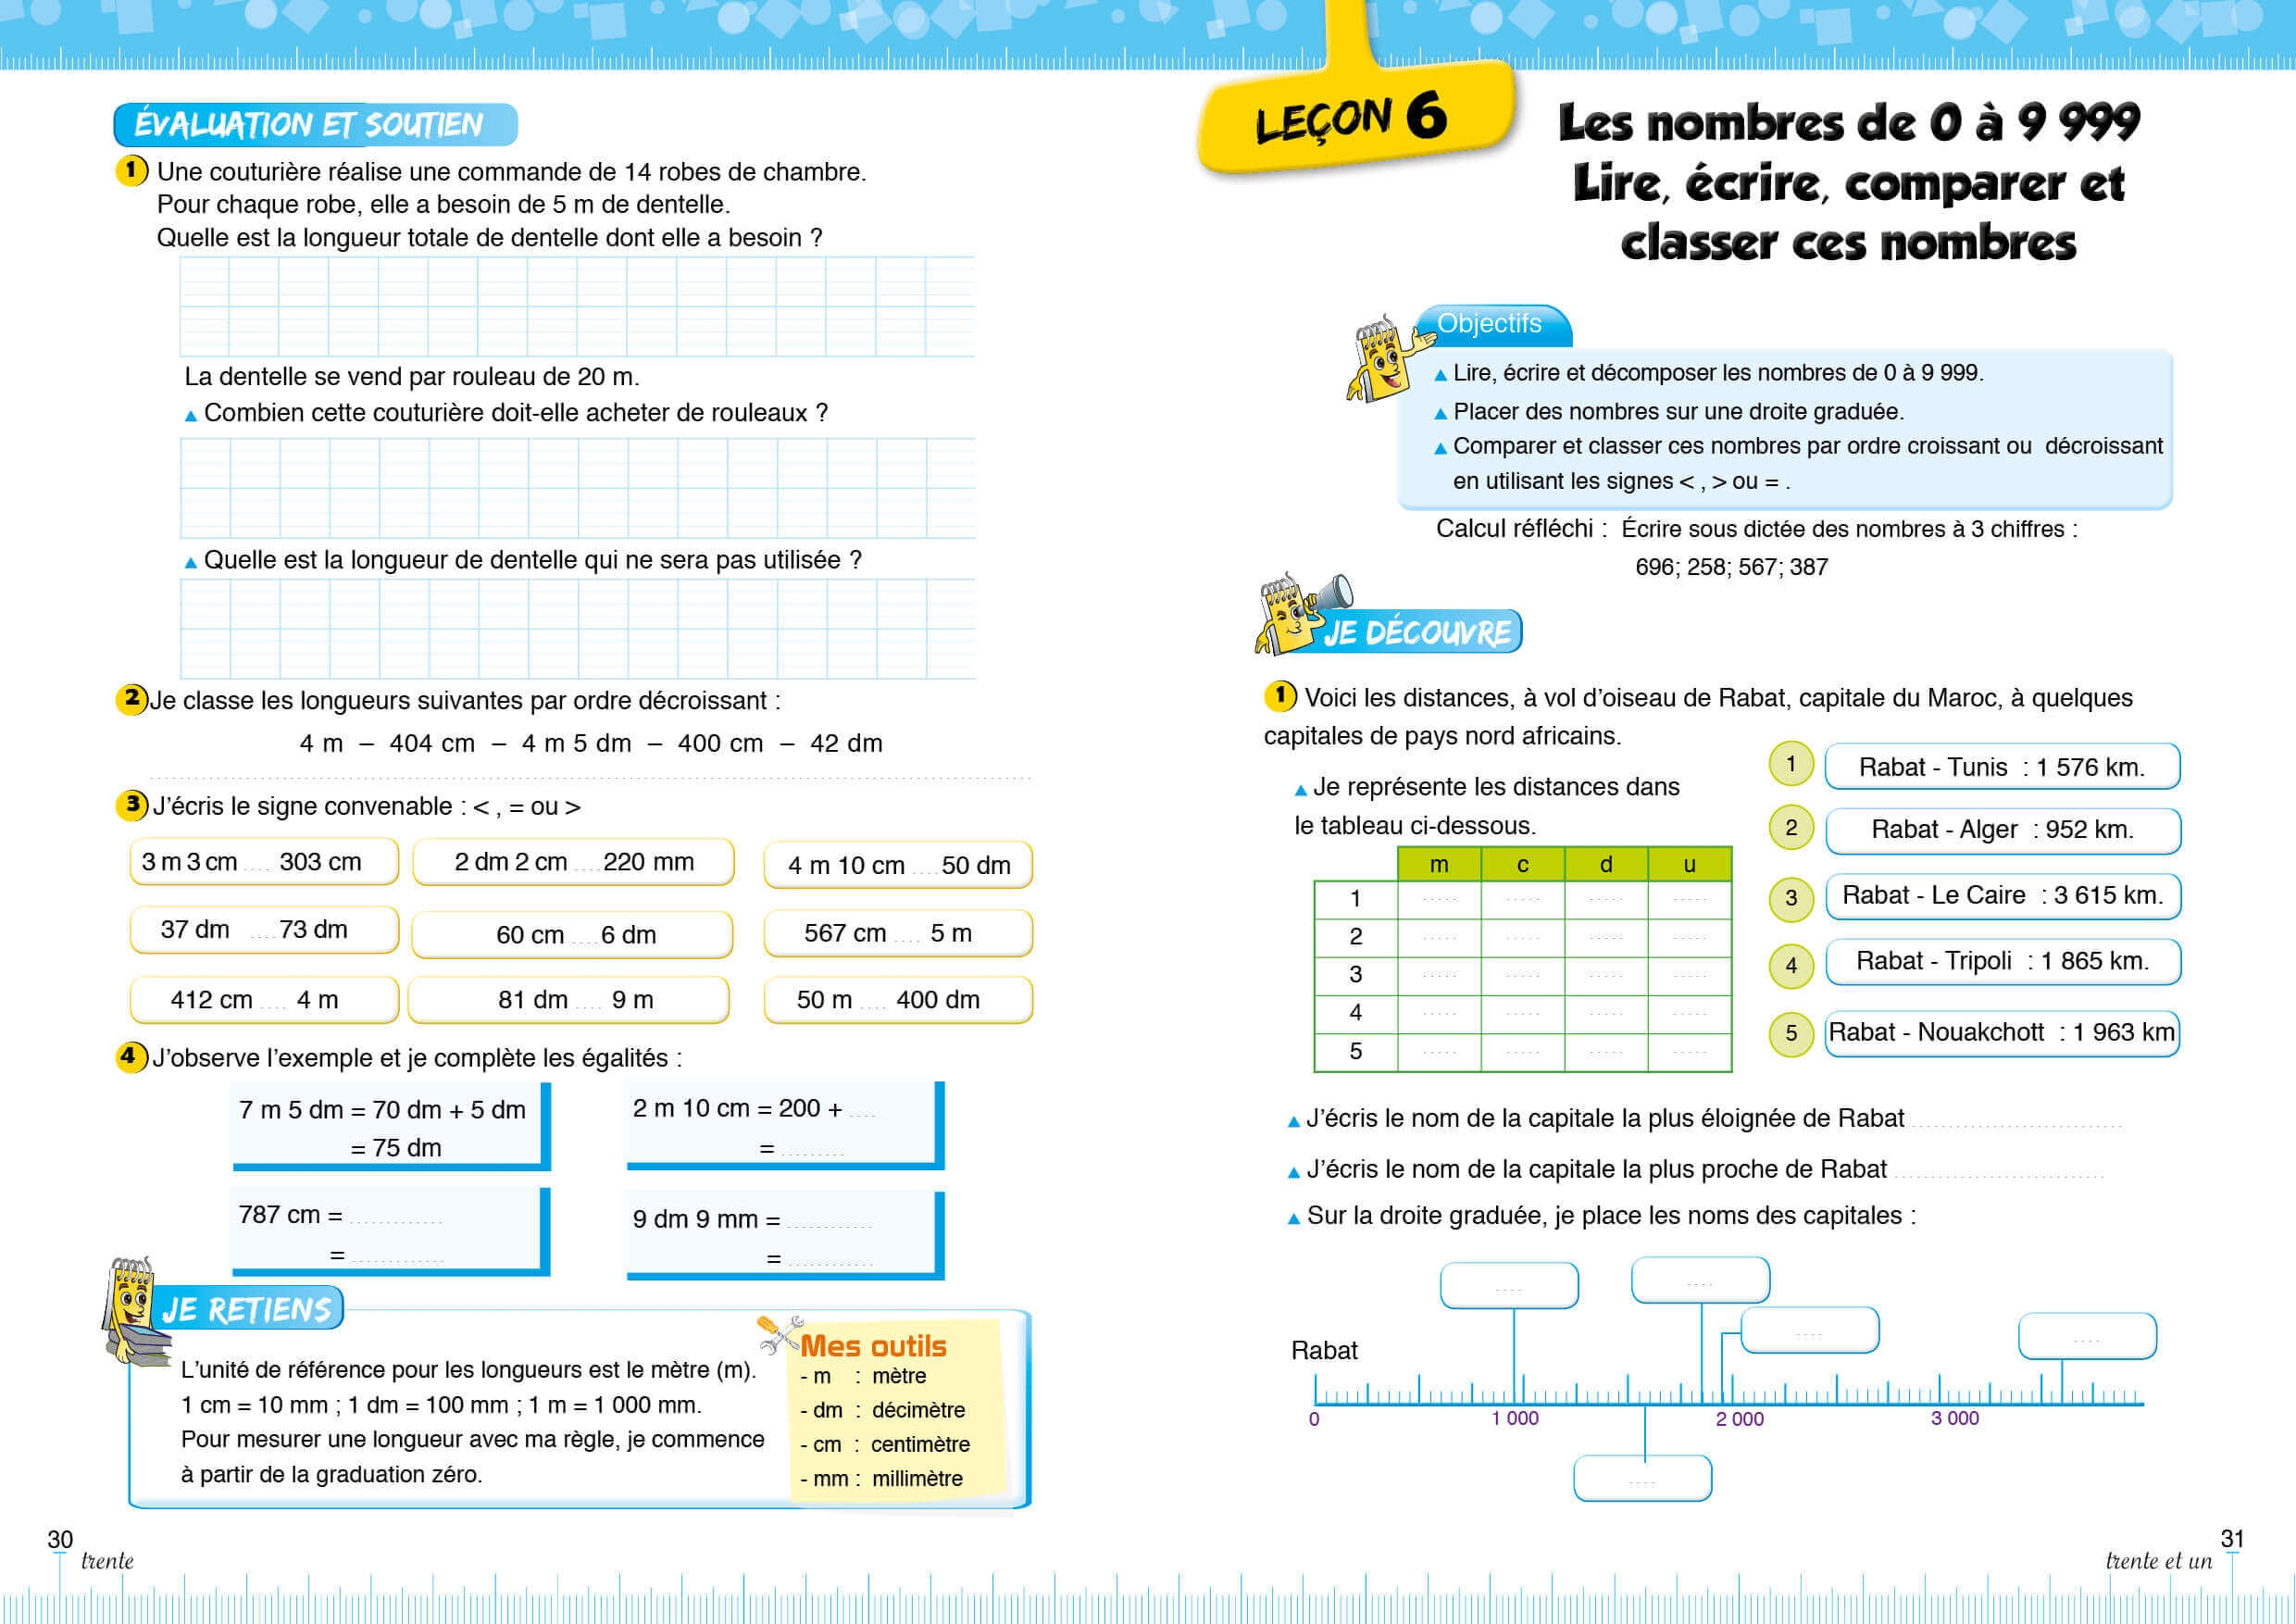 ÉVALUATION ET SOUTIEN
1 Une couturière réalise une commande de 14 robes de chambre.
Pour chaque robe, elle a besoin de 5 m de dentelle.
Quelle est la longueur totale de dentelle dont elle a besoin ?
La dentelle se vend par rouleau de 20 m.
▲ Combien cette couturière doit-elle acheter de rouleaux ?
▲ Quelle est la longueur de dentelle qui ne sera pas utilisée ?
2 Je classe les longueurs suivantes par ordre décroissant :
4 m – 404 cm – 4 m 5 dm – 400 cm – 42 dm
3 J'écris le signe convenable : < , = ou >
3 m 3 cm .... 303 cm
2 dm 2 cm .... 220 mm
4 m 10 cm .... 50 dm
37 dm .... 73 dm
60 cm .... 6 dm
567 cm .... 5 m
412 cm .... 4 m
81 dm .... 9 m
50 m .... 400 dm
4 J'observe l'exemple et je complète les égalités :
7 m 5 dm = 70 dm + 5 dm
= 75 dm
2 m 10 cm = 200 + ....
= .........
787 cm = .............
= .............
9 dm 9 mm = ............
= ............
JE RETIENS
L'unité de référence pour les longueurs est le mètre (m).
1 cm = 10 mm ; 1 dm = 100 mm ; 1 m = 1 000 mm.
Pour mesurer une longueur avec ma règle, je commence
à partir de la graduation zéro.
Mes outils
- m : mètre
- dm : décimètre
- cm : centimètre
- mm : millimètre
30
trente
LEÇON 6
Les nombres de 0 à 9 999
Lire, écrire, comparer et
classer ces nombres
Objectifs
▲ Lire, écrire et décomposer les nombres de 0 à 9 999.
▲ Placer des nombres sur une droite graduée.
▲ Comparer et classer ces nombres par ordre croissant ou décroissant
en utilisant les signes < , > ou = .
Calcul réfléchi : Écrire sous dictée des nombres à 3 chiffres :
696; 258; 567; 387
JE DÉCOUVRE
1 Voici les distances, à vol d'oiseau de Rabat, capitale du Maroc, à quelques
capitales de pays nord africains.
▲ Je représente les distances dans
le tableau ci-dessous.
m c d u
1 ..... ..... ..... .....
2 ..... ..... ..... .....
3 ..... ..... ..... .....
4 ..... ..... ..... .....
5 ..... ..... ..... .....
1 Rabat - Tunis : 1 576 km.
2 Rabat - Alger : 952 km.
3 Rabat - Le Caire : 3 615 km.
4 Rabat - Tripoli : 1 865 km.
5 Rabat - Nouakchott : 1 963 km
▲ J'écris le nom de la capitale la plus éloignée de Rabat ..............................
▲ J'écris le nom de la capitale la plus proche de Rabat ..............................
▲ Sur la droite graduée, je place les noms des capitales :
....
....
....
....
Rabat
0 1 000 2 000 3 000
....
31
trente et un